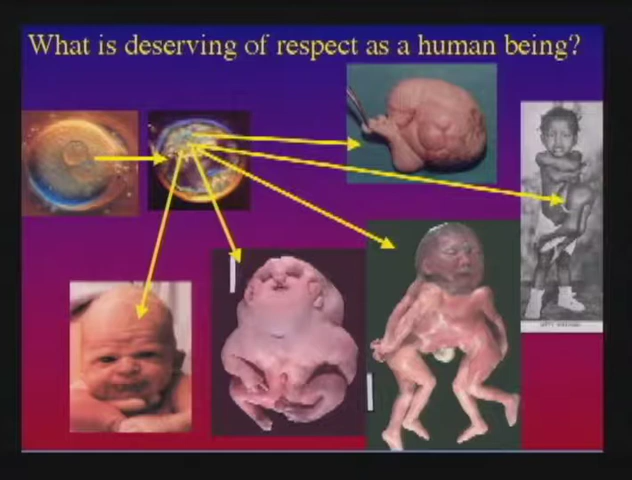 What is deserving of respect as a human being?